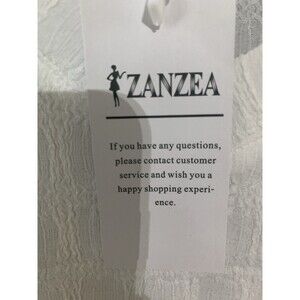 ZANZEA
If you have any questions,
please contact customer
service and wish you a
happy shopping experi-
ence.